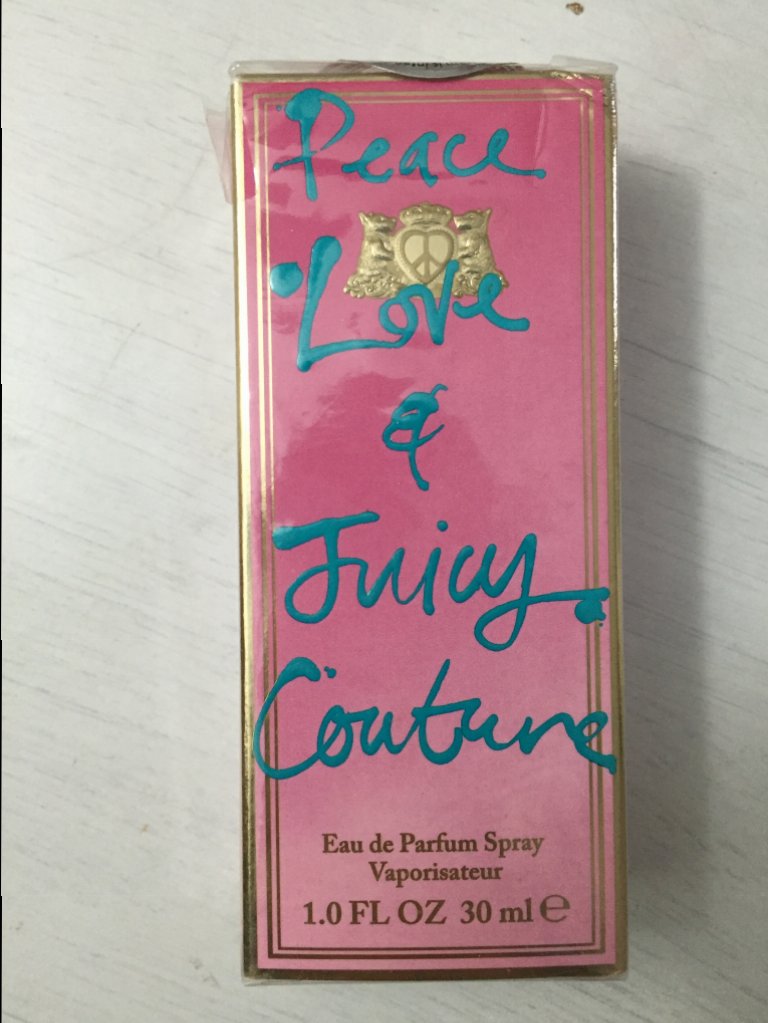 Peace
Love
&
Juicy
Couture
Eau de Parfum Spray
Vaporisateur
1.0 FL OZ 30 ml ℮